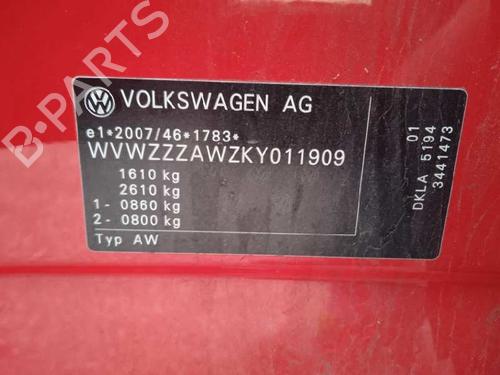 B-PARTS
VOLKSWAGEN AG
e1*2007/46*1783*
WVWZZZAWZKY011909
1610 kg
2610 kg
1 - 0860 kg
2 - 0800 kg
Typ AW
01
DKLA 5194
3441473